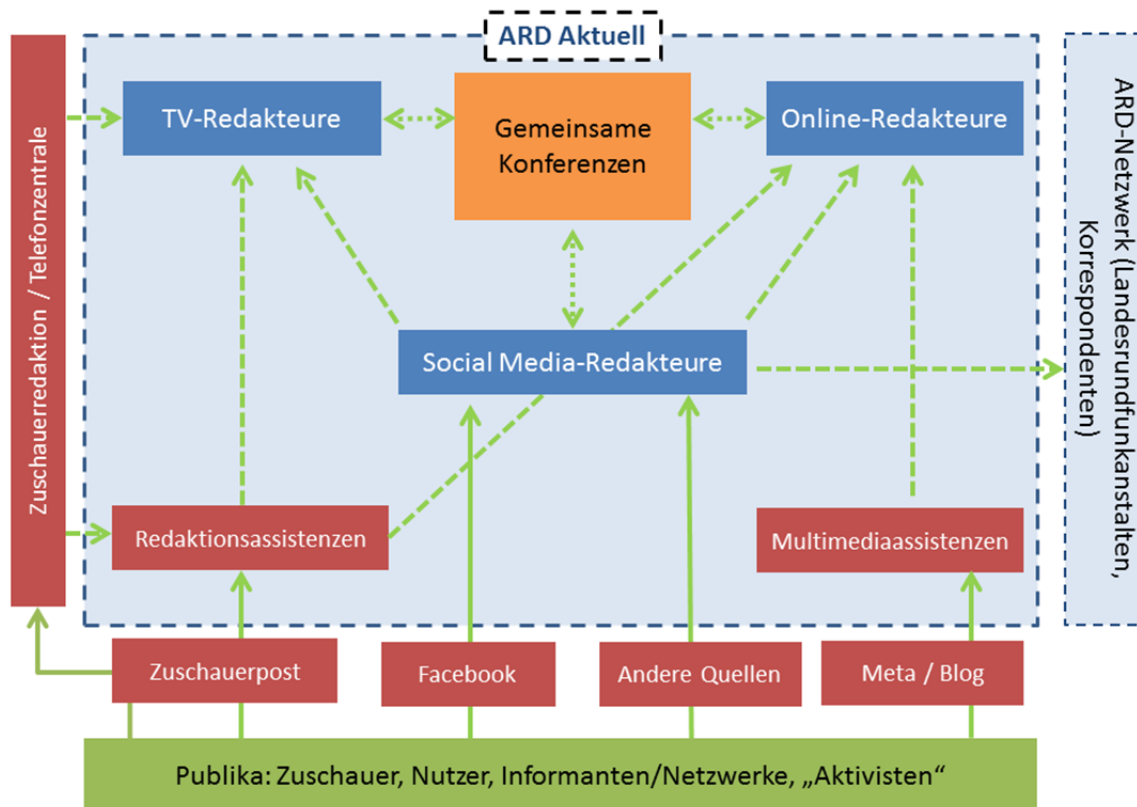 ARD Aktuell
TV-Redakteure
Gemeinsame
Konferenzen
Online-Redakteure
Social Media-Redakteure
Zuschauerredaktion / Telefonzentrale
ARD-Netzwerk (Landesrundfunkanstalten,
Korrespondenten)
Redaktionsassistenzen
Multimediaassistenzen
Zuschauerpost
Facebook
Andere Quellen
Meta / Blog
Publika: Zuschauer, Nutzer, Informanten/Netzwerke, „Aktivisten“